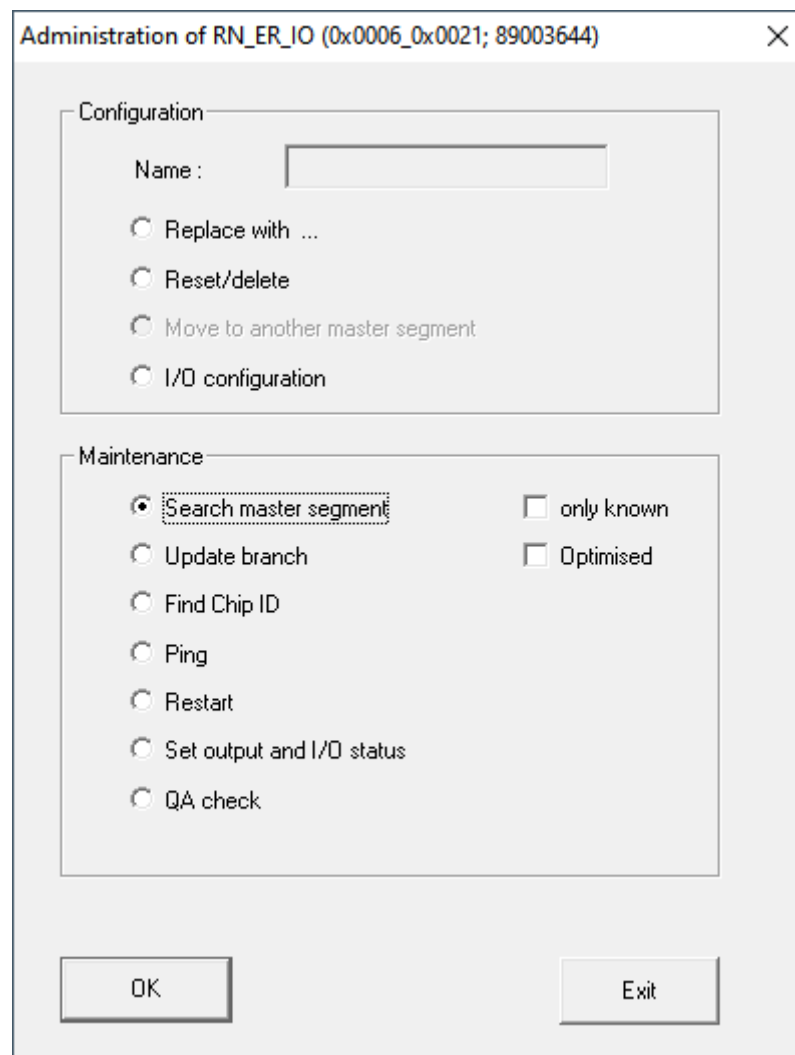 Administration of RN_ER_IO (0x0006_0x0021; 89003644)
Configuration
Name :
Replace with ...
Reset/delete
Move to another master segment
I/O configuration
Maintenance
Search master segment only known
Update branch Optimised
Find Chip ID
Ping
Restart
Set output and I/O status
QA check
OK Exit